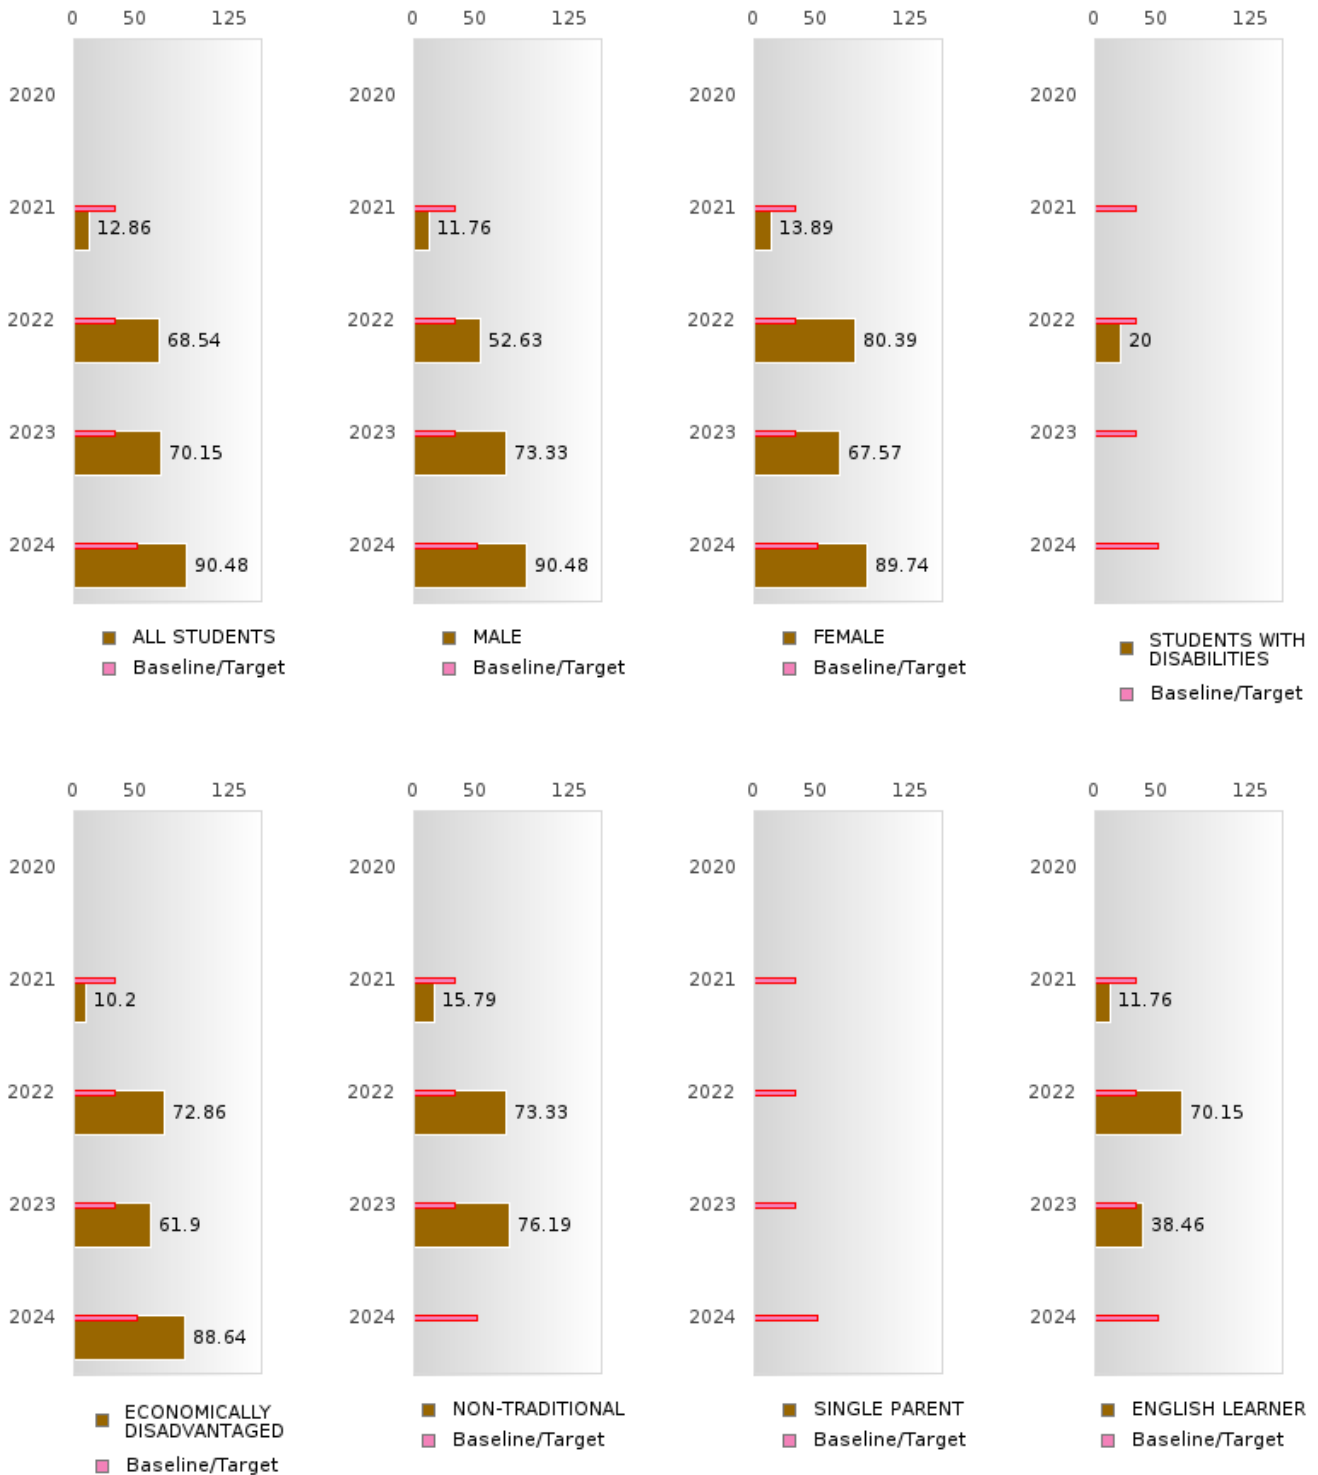 0 50 125
2020
2021
12.86
2022
68.54
2023
70.15
2024
90.48
ALL STUDENTS
Baseline/Target
0 50 125
2020
2021
11.76
2022
52.63
2023
73.33
2024
90.48
MALE
Baseline/Target
0 50 125
2020
2021
13.89
2022
80.39
2023
67.57
2024
89.74
FEMALE
Baseline/Target
0 50 125
2020
2021
2022
20
2023
2024
STUDENTS WITH
DISABILITIES
Baseline/Target
0 50 125
2020
2021
10.2
2022
72.86
2023
61.9
2024
88.64
ECONOMICALLY
DISADVANTAGED
Baseline/Target
0 50 125
2020
2021
15.79
2022
73.33
2023
76.19
2024
NON-TRADITIONAL
Baseline/Target
0 50 125
2020
2021
2022
2023
2024
SINGLE PARENT
Baseline/Target
0 50 125
2020
2021
11.76
2022
70.15
2023
38.46
2024
ENGLISH LEARNER
Baseline/Target